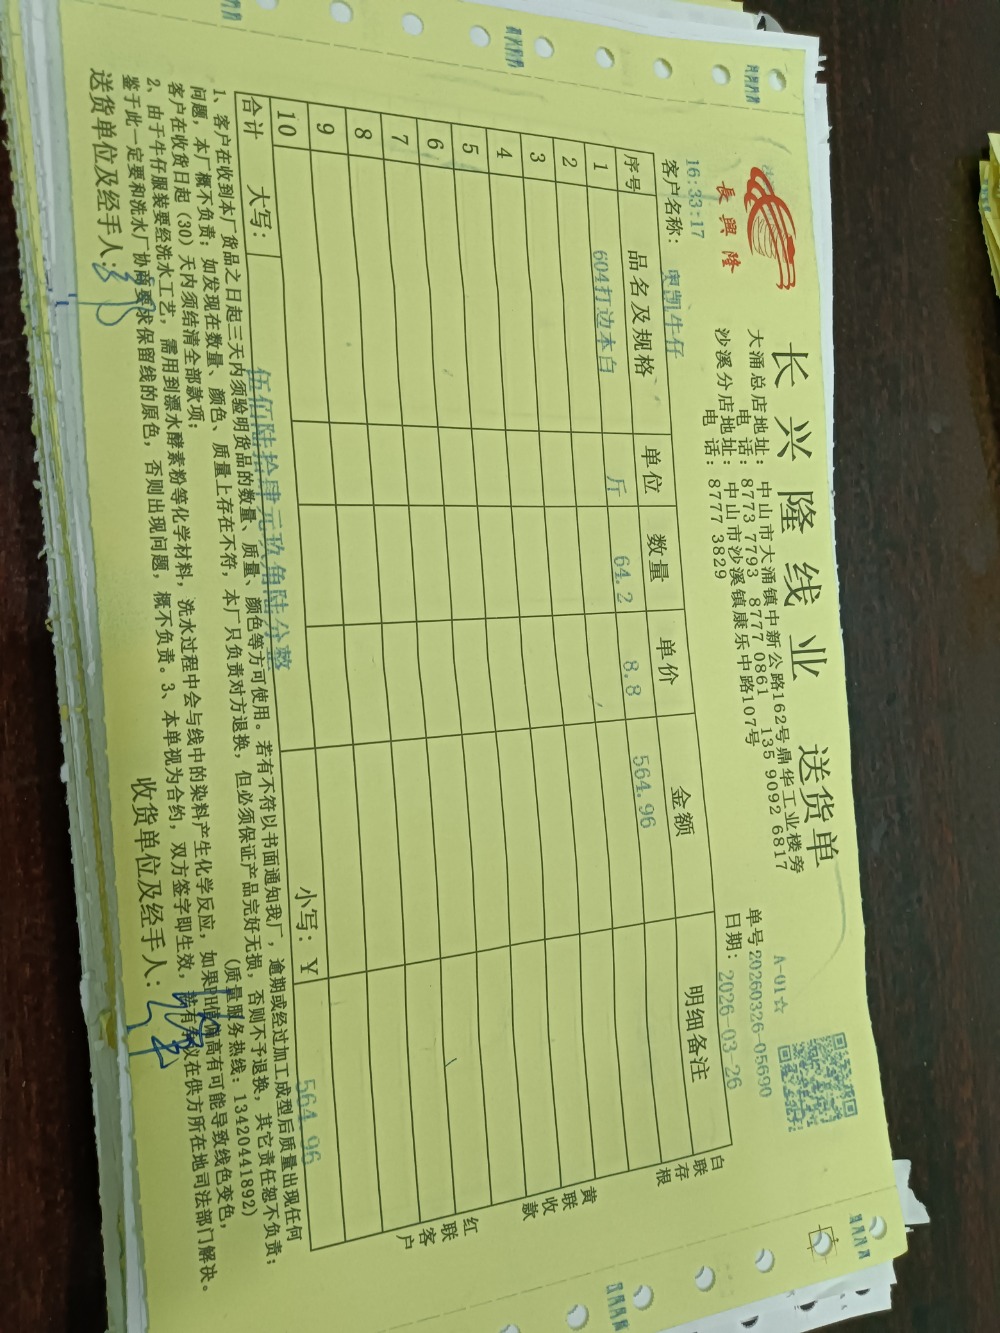 長興隆
长兴隆线业 送货单
A-01☆
大涌总店地址：中山市大涌镇中新公路162号鼎华工业楼旁
电 话：8773 7793 8777 0861 135 9092 6817
沙溪分店地址：中山市沙溪镇康乐中路107号
电 话：8777 3829
单号20260326-05690
16:33:17
日期：2026-03-26
客户名称：奥凯牛仔
序号 品名及规格 单位 数量 单价 金额 明细备注
1 604打边本白 斤 64.2 8.8 564.96
2
3
4
5
6
7
8
9
10
合计 大写：伍佰陆拾肆元玖角陆分整 小写：Y 564.96
白联存根
黄联收款
红联客户
1、客户在收到本厂货品之日起三天内须验明货品的数量、质量、颜色等方可使用。若有不符以书面通知我厂，逾期或经过加工成型后质量出现任何
问题，本厂概不负责；如发现在数量、颜色、质量上存在不符，本厂只负责对方退换，但必须保证产品完好无损，否则不予退换，其它责任恕不负责；
客户在收货日起（30）天内须结清全部款项； （质量服务热线：13420441892）
2、由于牛仔服装要经洗水工艺，需用到漂水酵素粉等化学材料，洗水过程中会与线中的染料产生化学反应，如果PH值偏高有可能导致线色变色，
鉴于此一定要和洗水厂协商要求保留线的原色，否则出现问题，概不负责。3、本单视为合约，双方签字即生效，若有争议在供方所在地司法部门解决。
送货单位及经手人： 收货单位及经手人：